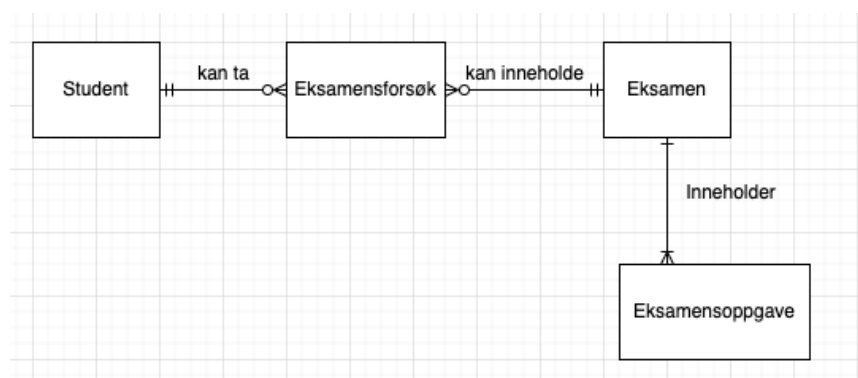 Student
kan ta
Eksamensforsøk
kan inneholde
Eksamen
Inneholder
Eksamensoppgave